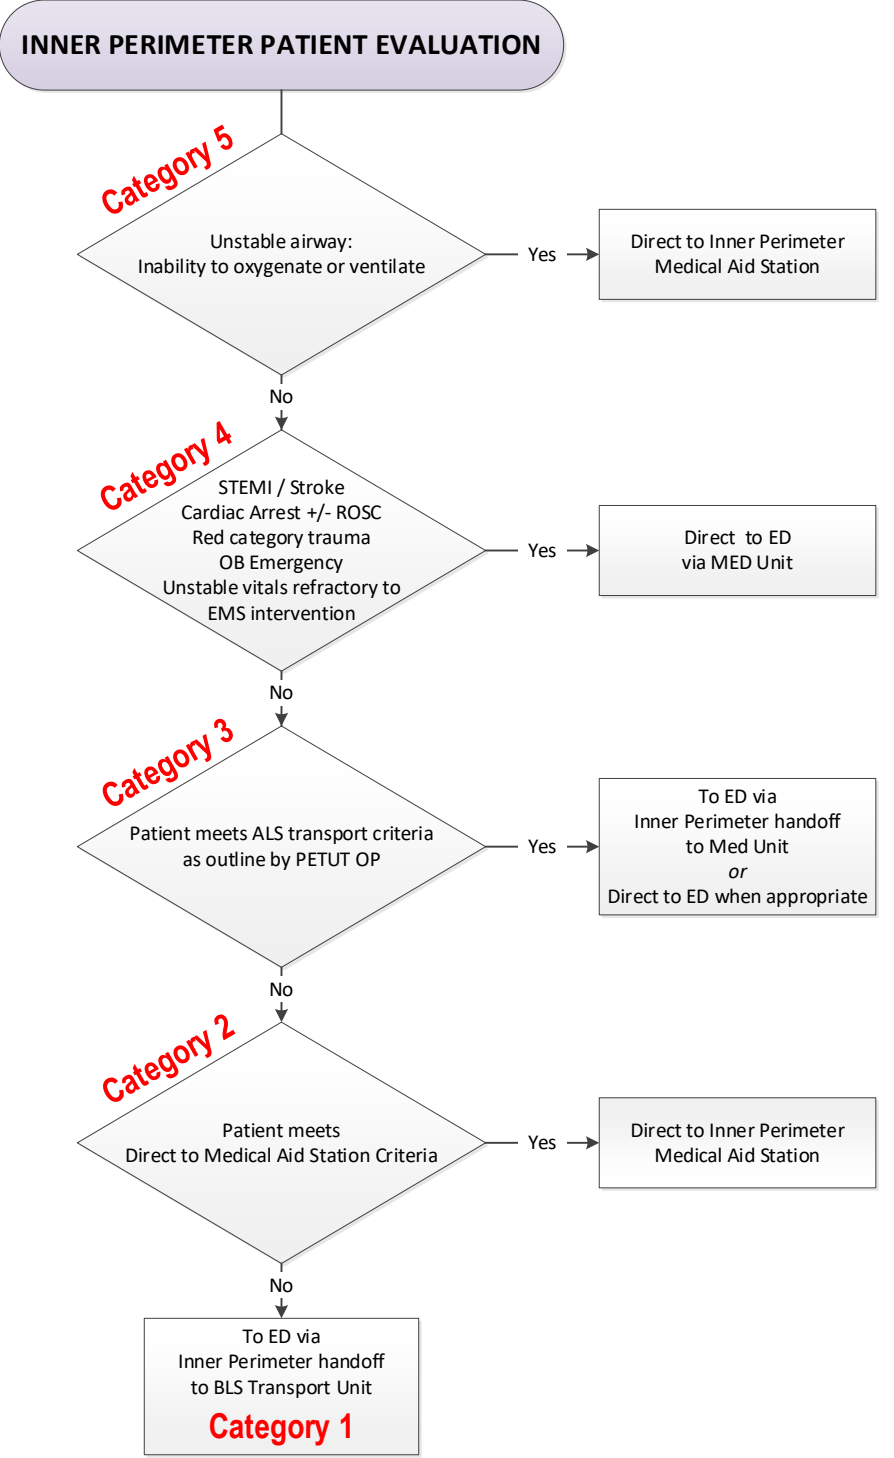 INNER PERIMETER PATIENT EVALUATION
Category 5
Unstable airway:
Inability to oxygenate or ventilate
Yes
Direct to Inner Perimeter
Medical Aid Station
No
Category 4
STEMI / Stroke
Cardiac Arrest +/- ROSC
Red category trauma
OB Emergency
Unstable vitals refractory to
EMS intervention
Yes
Direct to ED
via MED Unit
No
Category 3
Patient meets ALS transport criteria
as outline by PETUT OP
Yes
To ED via
Inner Perimeter handoff
to Med Unit
or
Direct to ED when appropriate
No
Category 2
Patient meets
Direct to Medical Aid Station Criteria
Yes
Direct to Inner Perimeter
Medical Aid Station
No
To ED via
Inner Perimeter handoff
to BLS Transport Unit
Category 1